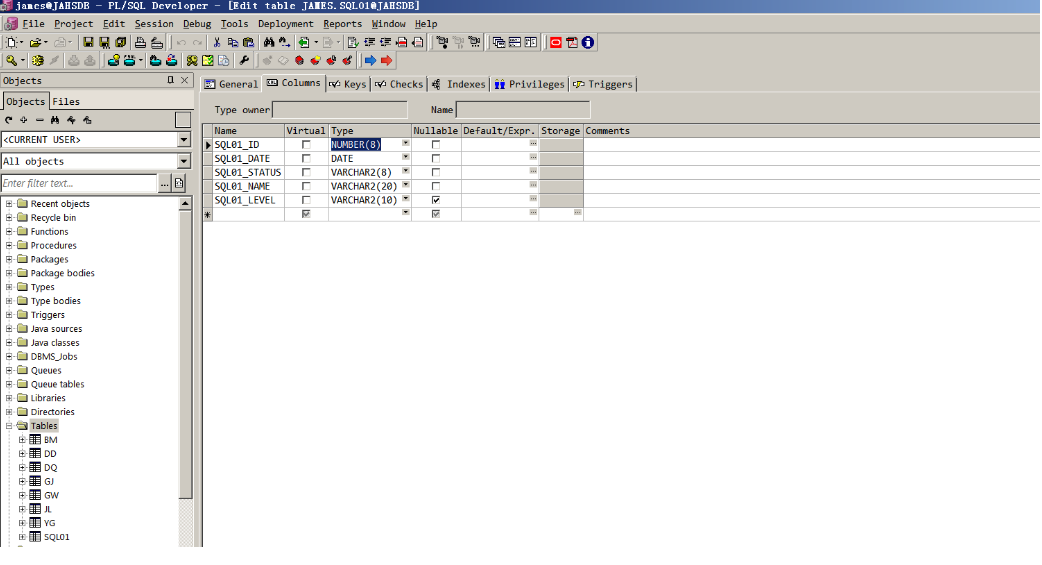 james@JAHSDB - PL/SQL Developer - [Edit table JAMES.SQL01@JAHSDB]
File Project Edit Session Debug Tools Deployment Reports Window Help
Objects
General Columns Keys Checks Indexes Privileges Triggers
Objects Files
Type owner Name
<CURRENT USER>
All objects
Enter filter text...
...
Name Virtual Type Nullable Default/Expr. Storage Comments
SQL01_ID NUMBER(8)
SQL01_DATE DATE
SQL01_STATUS VARCHAR2(8)
SQL01_NAME VARCHAR2(20)
SQL01_LEVEL VARCHAR2(10)
Recent objects
Recycle bin
Functions
Procedures
Packages
Package bodies
Types
Type bodies
Triggers
Java sources
Java classes
DBMS_Jobs
Queues
Queue tables
Libraries
Directories
Tables
BM
DD
DQ
GJ
GW
JL
YG
SQL01